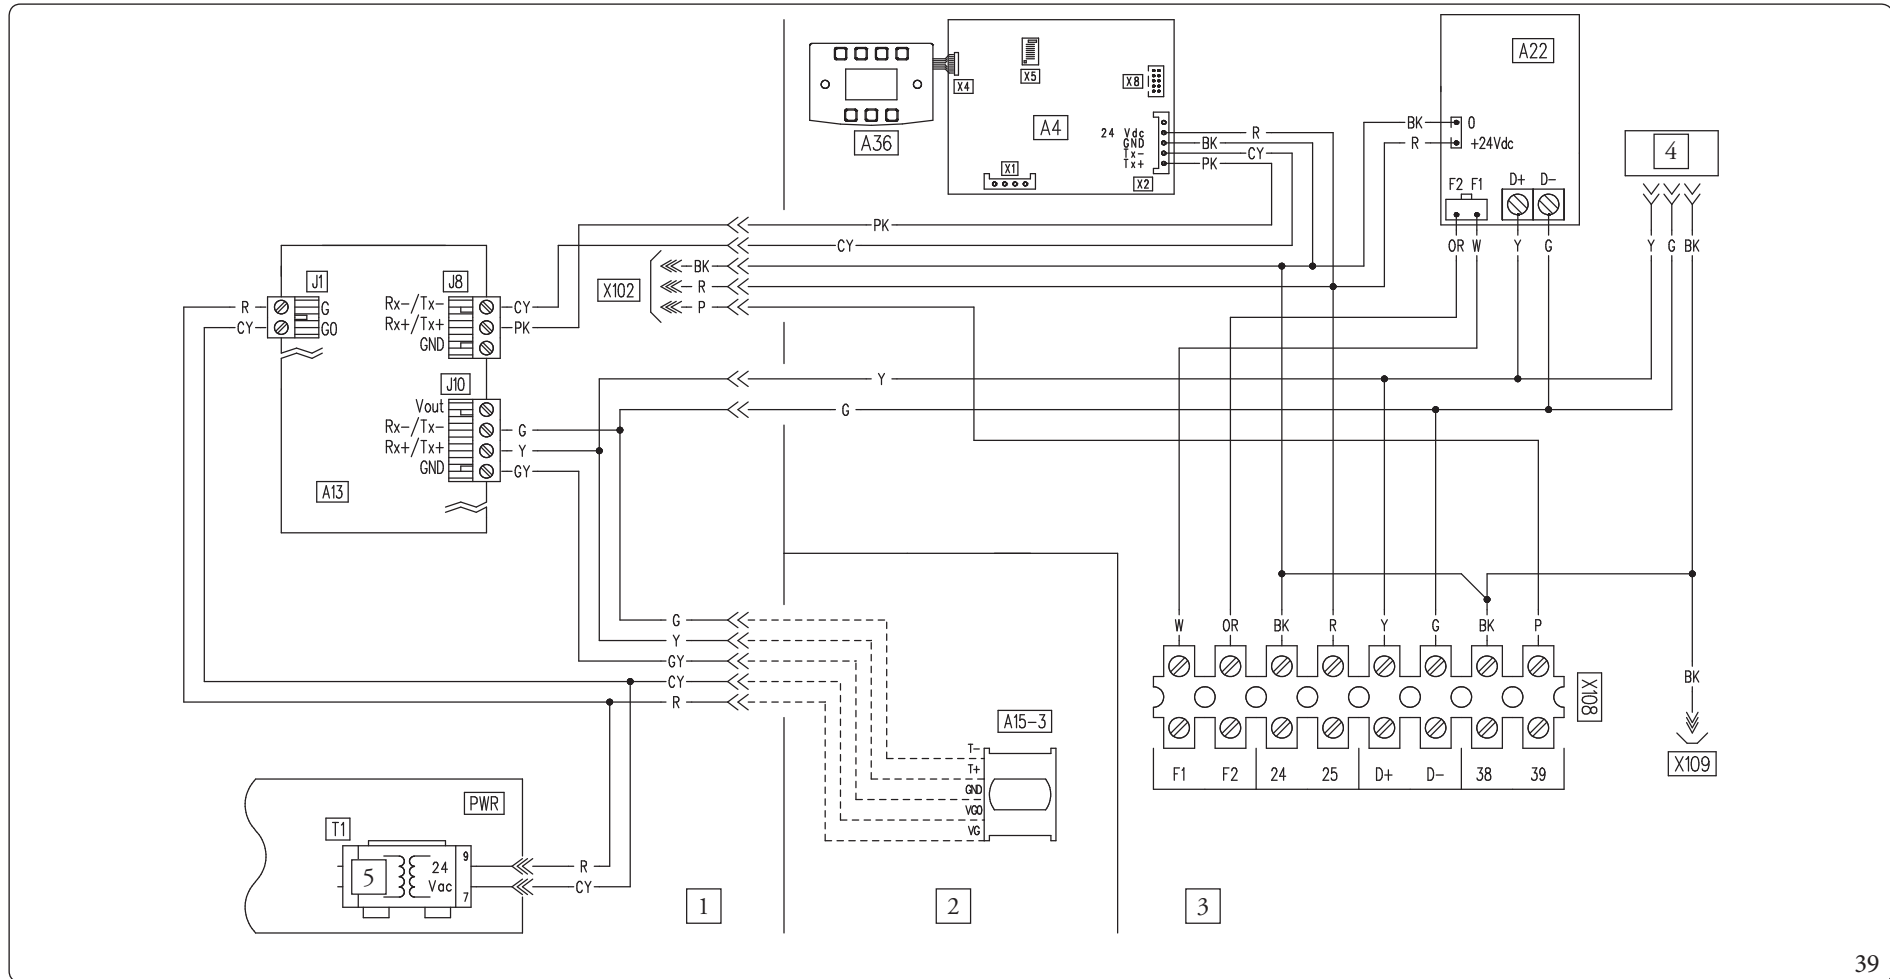 A22
X5
X8
X4
A4
A36
24 Vdc
GND
Tx-
Tx+
R
BK
CY
PK
X1
X2
BK
R
0
+24Vdc
4
F2 F1
D+ D-
OR W Y G
Y G BK
PK
CY
X102
BK
R
P
J1
R
CY
G
G0
J8
Rx-/Tx-
Rx+/Tx+
GND
CY
PK
Y
G
J10
Vout
Rx-/Tx-
Rx+/Tx+
GND
G
Y
GY
A13
G
Y
GY
CY
R
W OR BK R Y G BK P
X108
F1 F2 24 25 D+ D- 38 39
BK
X109
A15-3
T-
T+
GND
VG0
VG
PWR
T1
5
24
Vac
9
7
R
CY
1
2
3
39